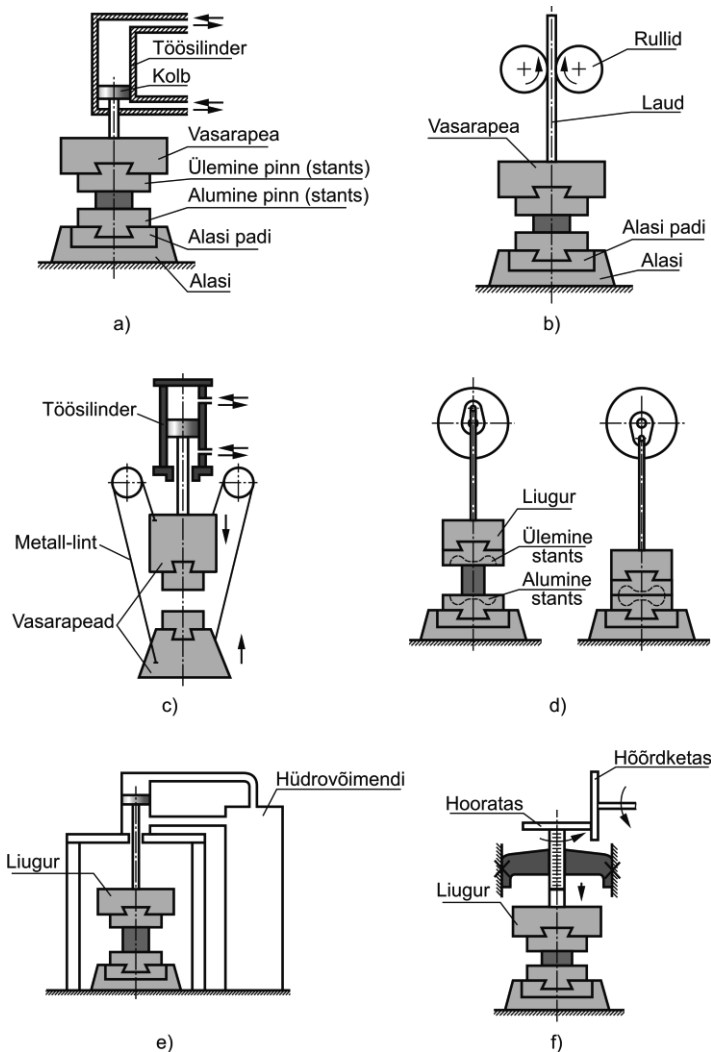 Töösilinder
Kolb
Vasarapea
Ülemine pinn (stants)
Alumine pinn (stants)
Alasi padi
Alasi
a)
Rullid
Laud
Vasarapea
Alasi padi
Alasi
b)
Töösilinder
Metall-lint
Vasarapead
c)
Liugur
Ülemine
stants
Alumine
stants
d)
Hüdrovõimendi
Liugur
e)
Hõõrdketas
Hooratas
Liugur
f)